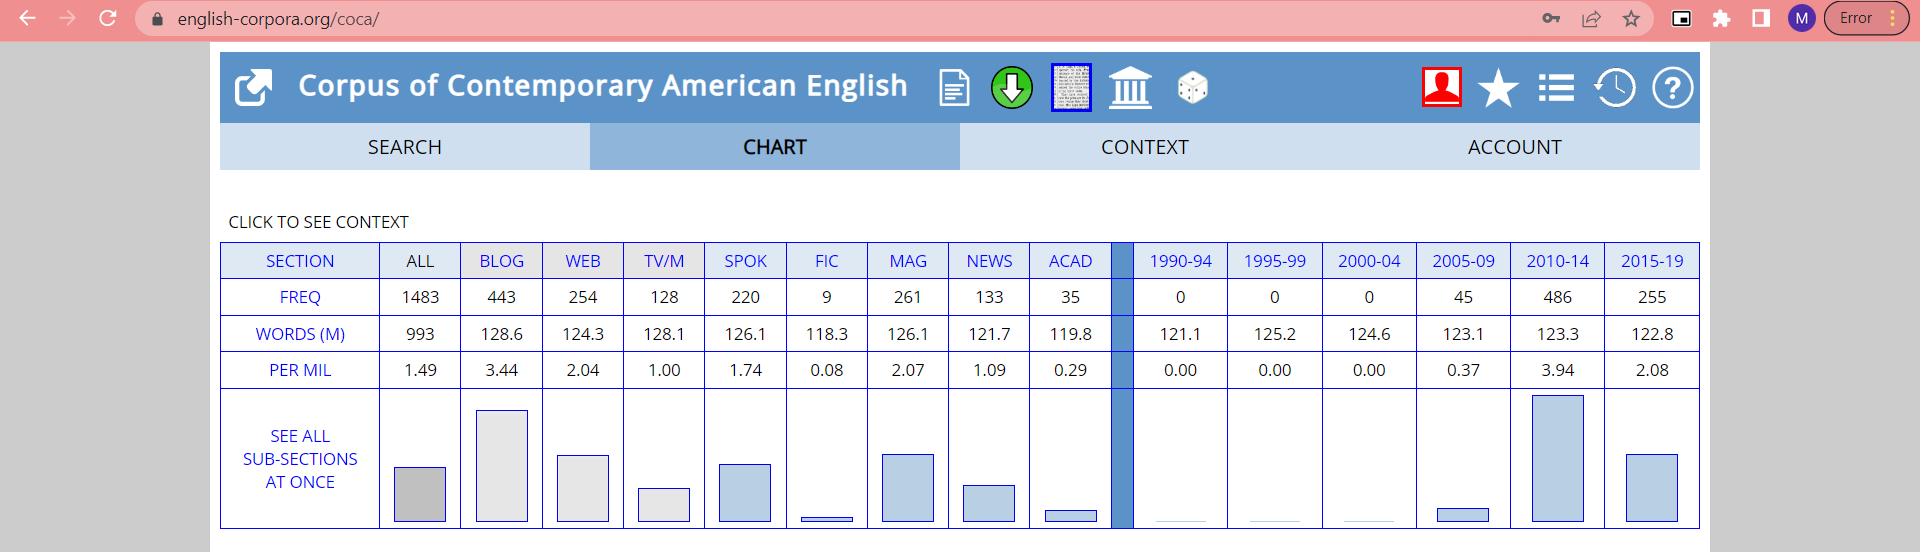 english-corpora.org/coca/
M
Error
Corpus of Contemporary American English
?
SEARCH CHART CONTEXT ACCOUNT
CLICK TO SEE CONTEXT
SECTION ALL BLOG WEB TV/M SPOK FIC MAG NEWS ACAD 1990-94 1995-99 2000-04 2005-09 2010-14 2015-19
FREQ 1483 443 254 128 220 9 261 133 35 0 0 0 45 486 255
WORDS (M) 993 128.6 124.3 128.1 126.1 118.3 126.1 121.7 119.8 121.1 125.2 124.6 123.1 123.3 122.8
PER MIL 1.49 3.44 2.04 1.00 1.74 0.08 2.07 1.09 0.29 0.00 0.00 0.00 0.37 3.94 2.08
SEE ALL
SUB-SECTIONS
AT ONCE